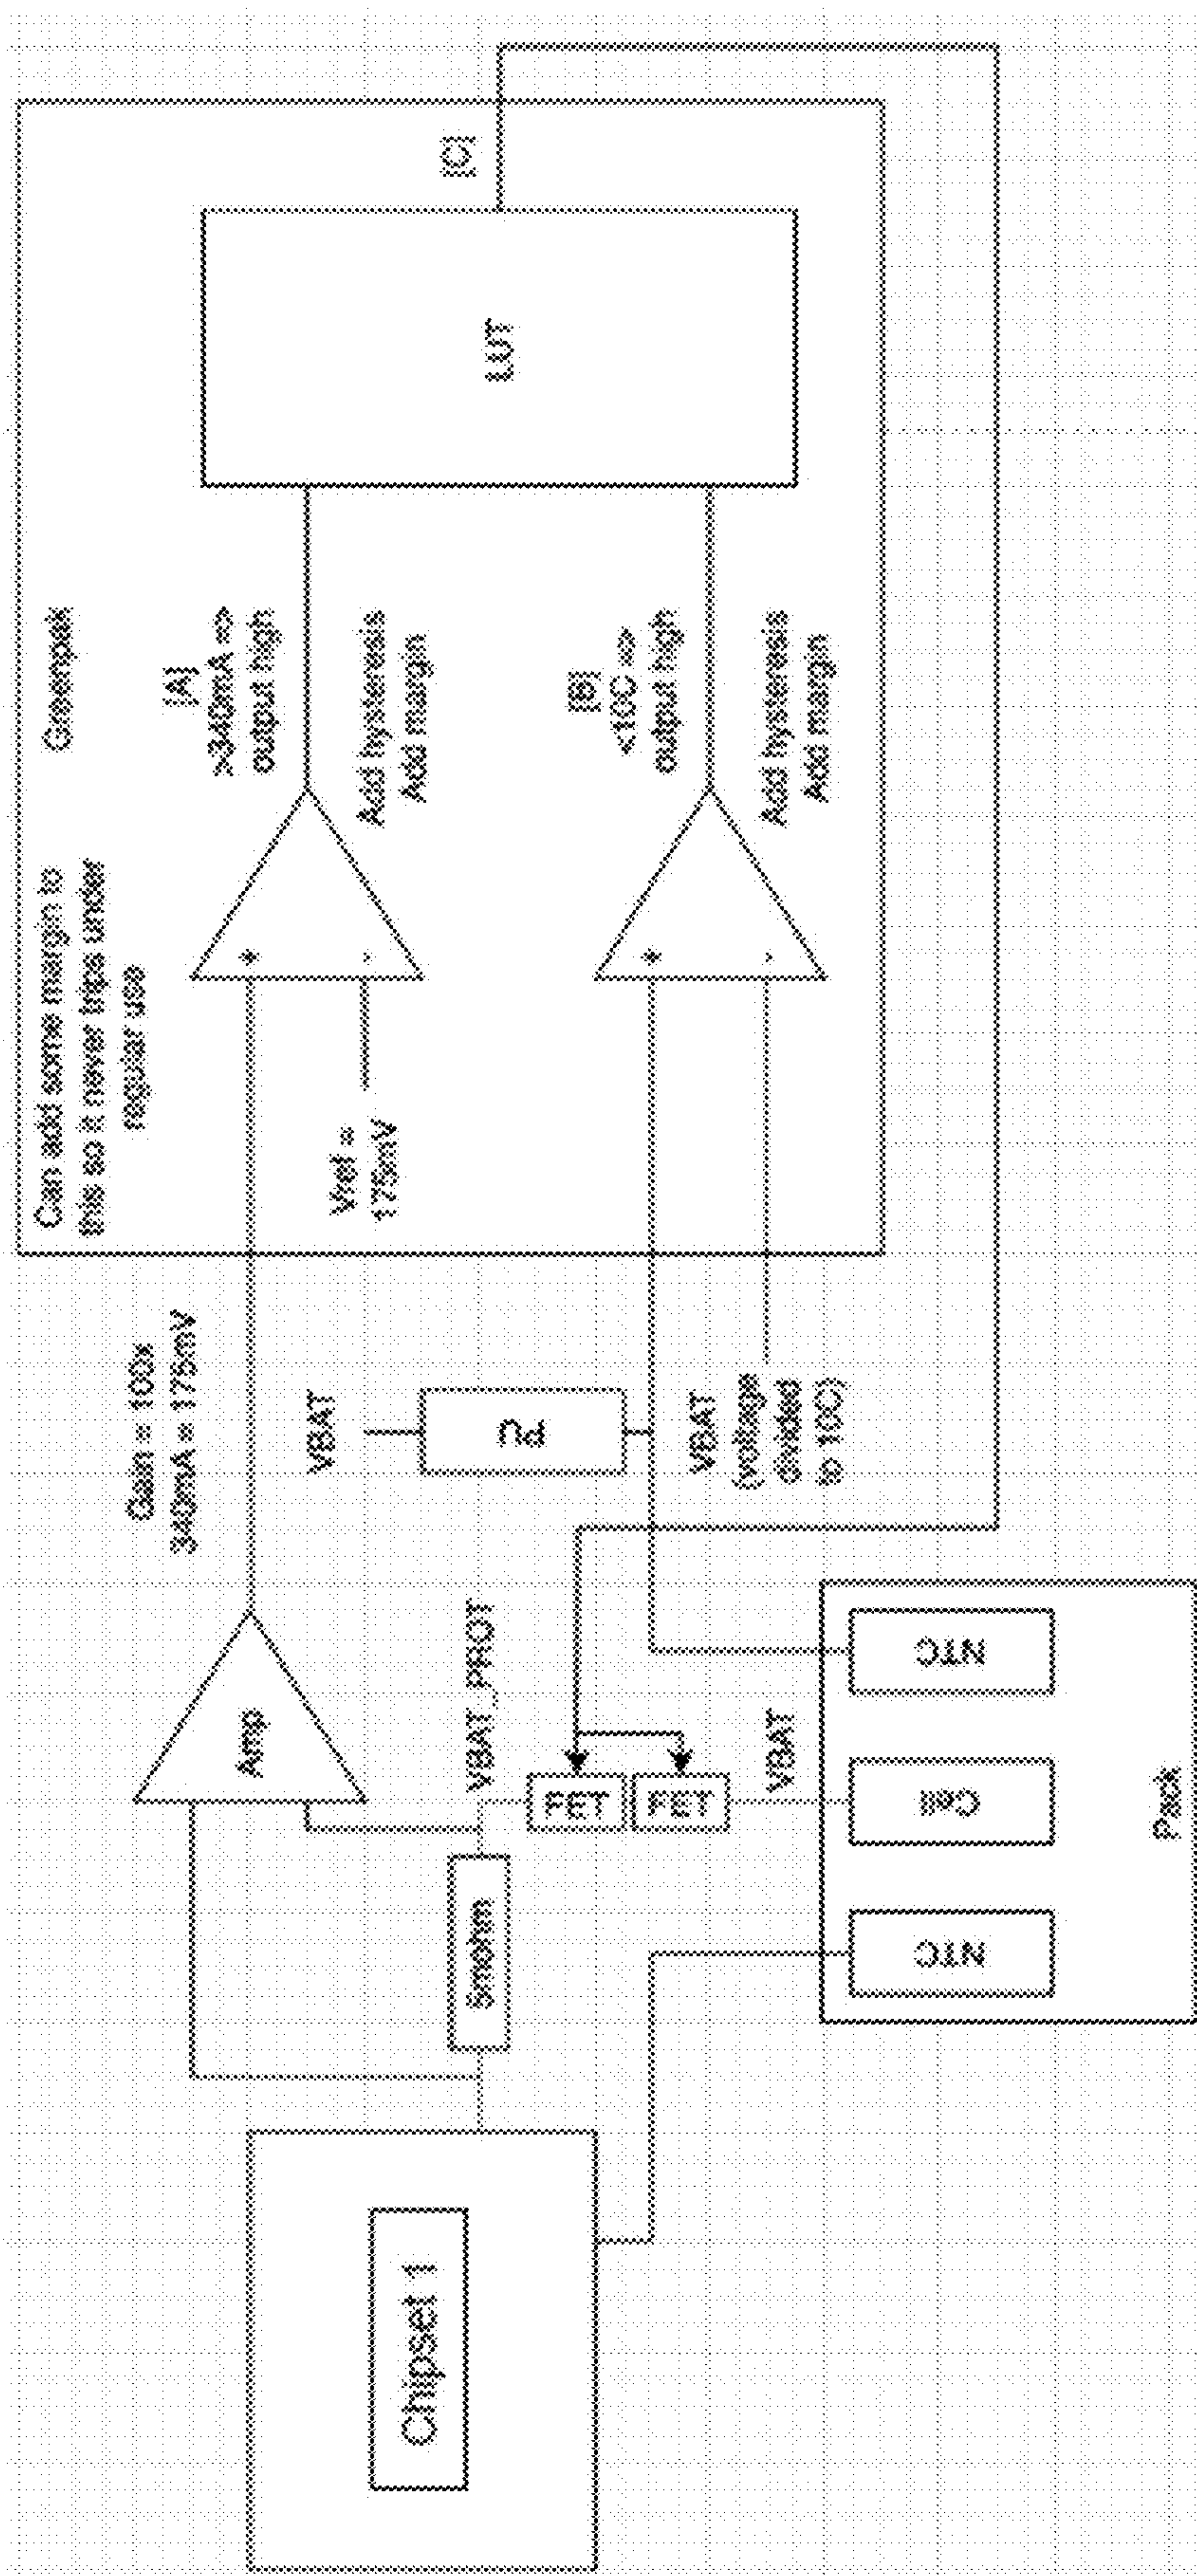 Can add some margin to
this so it never trips under
regular use
Greenpak
Gain = 100x
340mA = 175mV
[A]
>340mA =>
output high
Add hysteresis
Add margin
Vref =
175mV
[C]
LUT
VBAT
PU
[B]
<10C =>
output high
Add hysteresis
Add margin
VBAT
(voltage
divided
to 10C)
Amp
VBAT_PROT
5mohm
FET
FET
VBAT
Chipset 1
NTC
Cell
NTC
Pack